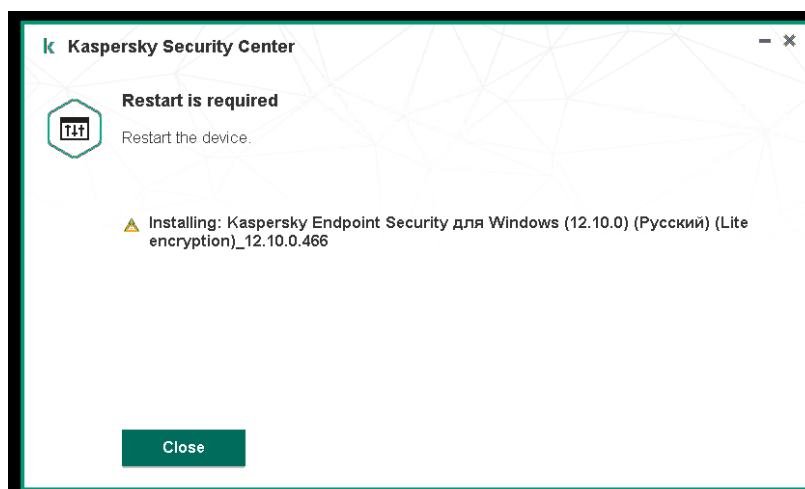 Kaspersky Security Center
Restart is required
Restart the device.
Installing: Kaspersky Endpoint Security для Windows (12.10.0) (Русский) (Lite
encryption)_12.10.0.466
Close